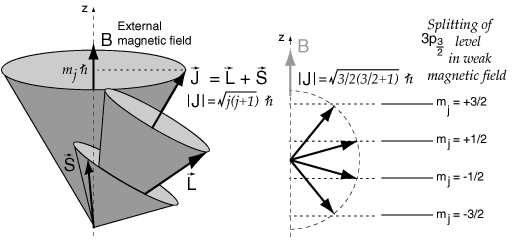 z
External
B magnetic field
m_j ħ
J⃗ = L⃗ + S⃗
|J|=√j(j+1) ħ
S⃗
L⃗
z
B
|J|=√3/2(3/2+1) ħ
Splitting of
3p_3/2 level
in weak
magnetic field
m_j = +3/2
m_j = +1/2
m_j = -1/2
m_j = -3/2